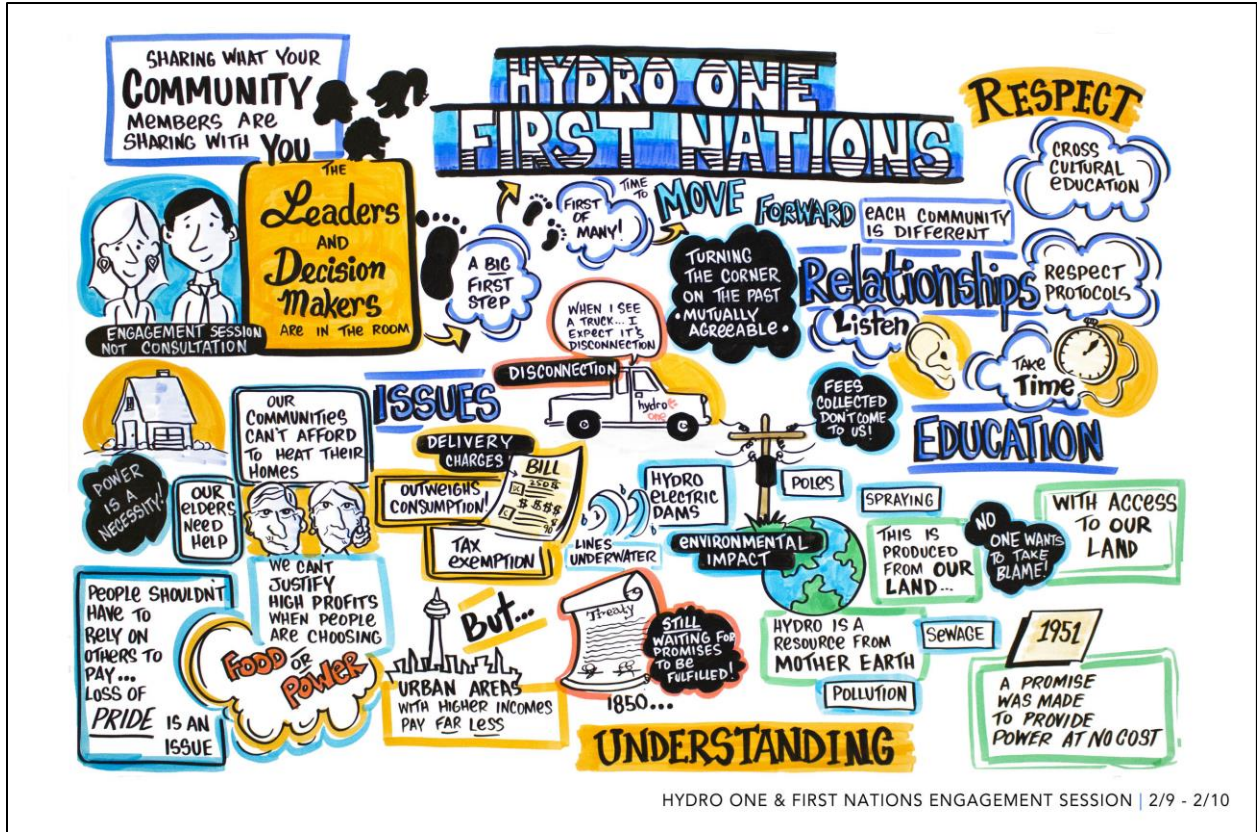 SHARING WHAT YOUR
COMMUNITY
MEMBERS ARE
SHARING WITH YOU
THE
Leaders
AND
Decision
Makers
ARE IN THE ROOM
ENGAGEMENT SESSION
NOT CONSULTATION
HYDRO ONE
FIRST NATIONS
A BIG
FIRST
STEP
FIRST
OF
MANY!
TIME
TO
MOVE FORWARD
TURNING
THE CORNER
ON THE PAST
• MUTUALLY
AGREEABLE •
EACH COMMUNITY
IS DIFFERENT
RESPECT
CROSS
CULTURAL
EDUCATION
Relationships
RESPECT
PROTOCOLS
Listen
TAKE
Time
EDUCATION
POWER
IS A
NECESSITY!
OUR
COMMUNITIES
CAN'T AFFORD
TO HEAT THEIR
HOMES
OUR
ELDERS
NEED
HELP
ISSUES
WHEN I SEE
A TRUCK... I
EXPECT IT'S
DISCONNECTION
DISCONNECTION
hydro
one
DELIVERY
CHARGES
OUTWEIGHS
CONSUMPTION!
BILL
TAX
EXEMPTION
FEES
COLLECTED
DON'T COME
TO US!
HYDRO
ELECTRIC
DAMS
LINES
UNDERWATER
POLES
ENVIRONMENTAL
IMPACT
SPRAYING
THIS IS
PRODUCED
FROM OUR
LAND...
NO
ONE WANTS
TO TAKE
BLAME!
WITH ACCESS
TO OUR
LAND
PEOPLE SHOULDN'T
HAVE TO
RELY ON
OTHERS TO
PAY...
LOSS OF
PRIDE IS AN
ISSUE
WE CAN'T
JUSTIFY
HIGH PROFITS
WHEN PEOPLE
ARE CHOOSING
FOOD OR
POWER
But...
URBAN AREAS
WITH HIGHER INCOMES
PAY FAR LESS
Treaty
STILL
WAITING FOR
PROMISES
TO BE
FULFILLED!
1850...
HYDRO IS A
RESOURCE FROM
MOTHER EARTH
SEWAGE
POLLUTION
1951
A PROMISE
WAS MADE
TO PROVIDE
POWER AT NO COST
UNDERSTANDING
HYDRO ONE & FIRST NATIONS ENGAGEMENT SESSION | 2/9 - 2/10